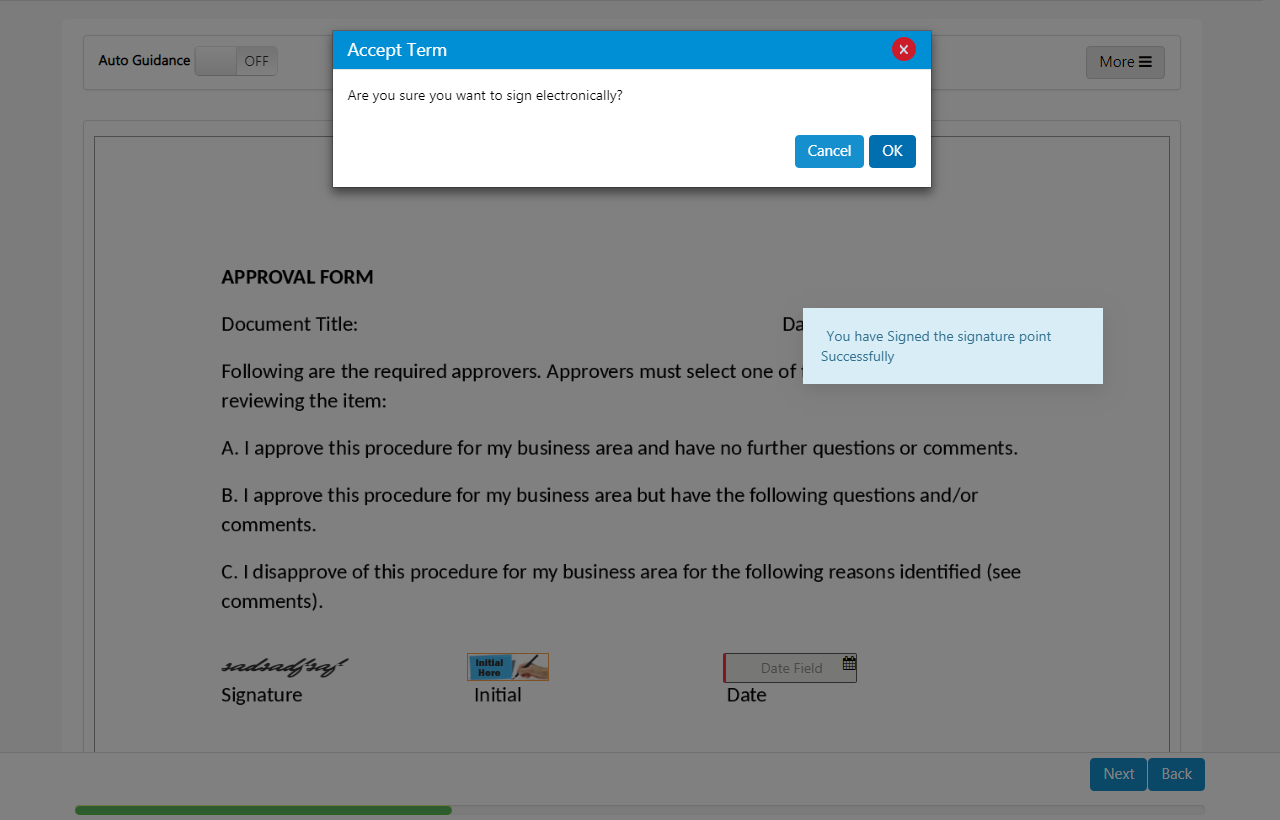 Accept Term
Auto Guidance OFF
More
Are you sure you want to sign electronically?
Cancel OK
APPROVAL FORM
Document Title: Da
You have Signed the signature point
Successfully
Following are the required approvers. Approvers must select one of
reviewing the item:
A. I approve this procedure for my business area and have no further questions or comments.
B. I approve this procedure for my business area but have the following questions and/or
comments.
C. I disapprove of this procedure for my business area for the following reasons identified (see
comments).
Initial
Here
Date Field
Signature Initial Date
Next Back